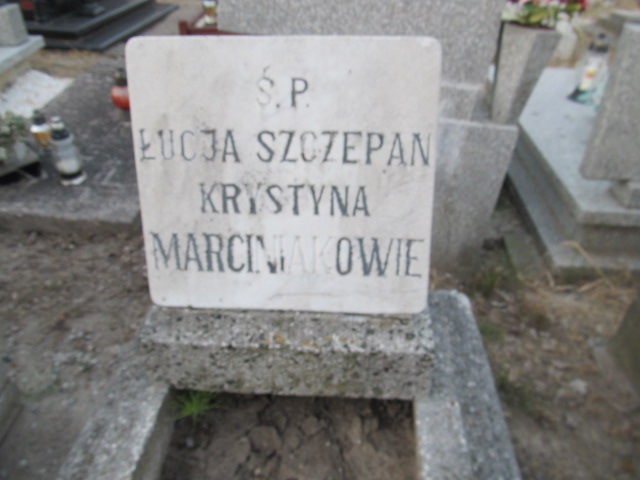 Ś.P.
ŁUCJA SZCZEPAN
KRYSTYNA
MARCINIAKOWIE